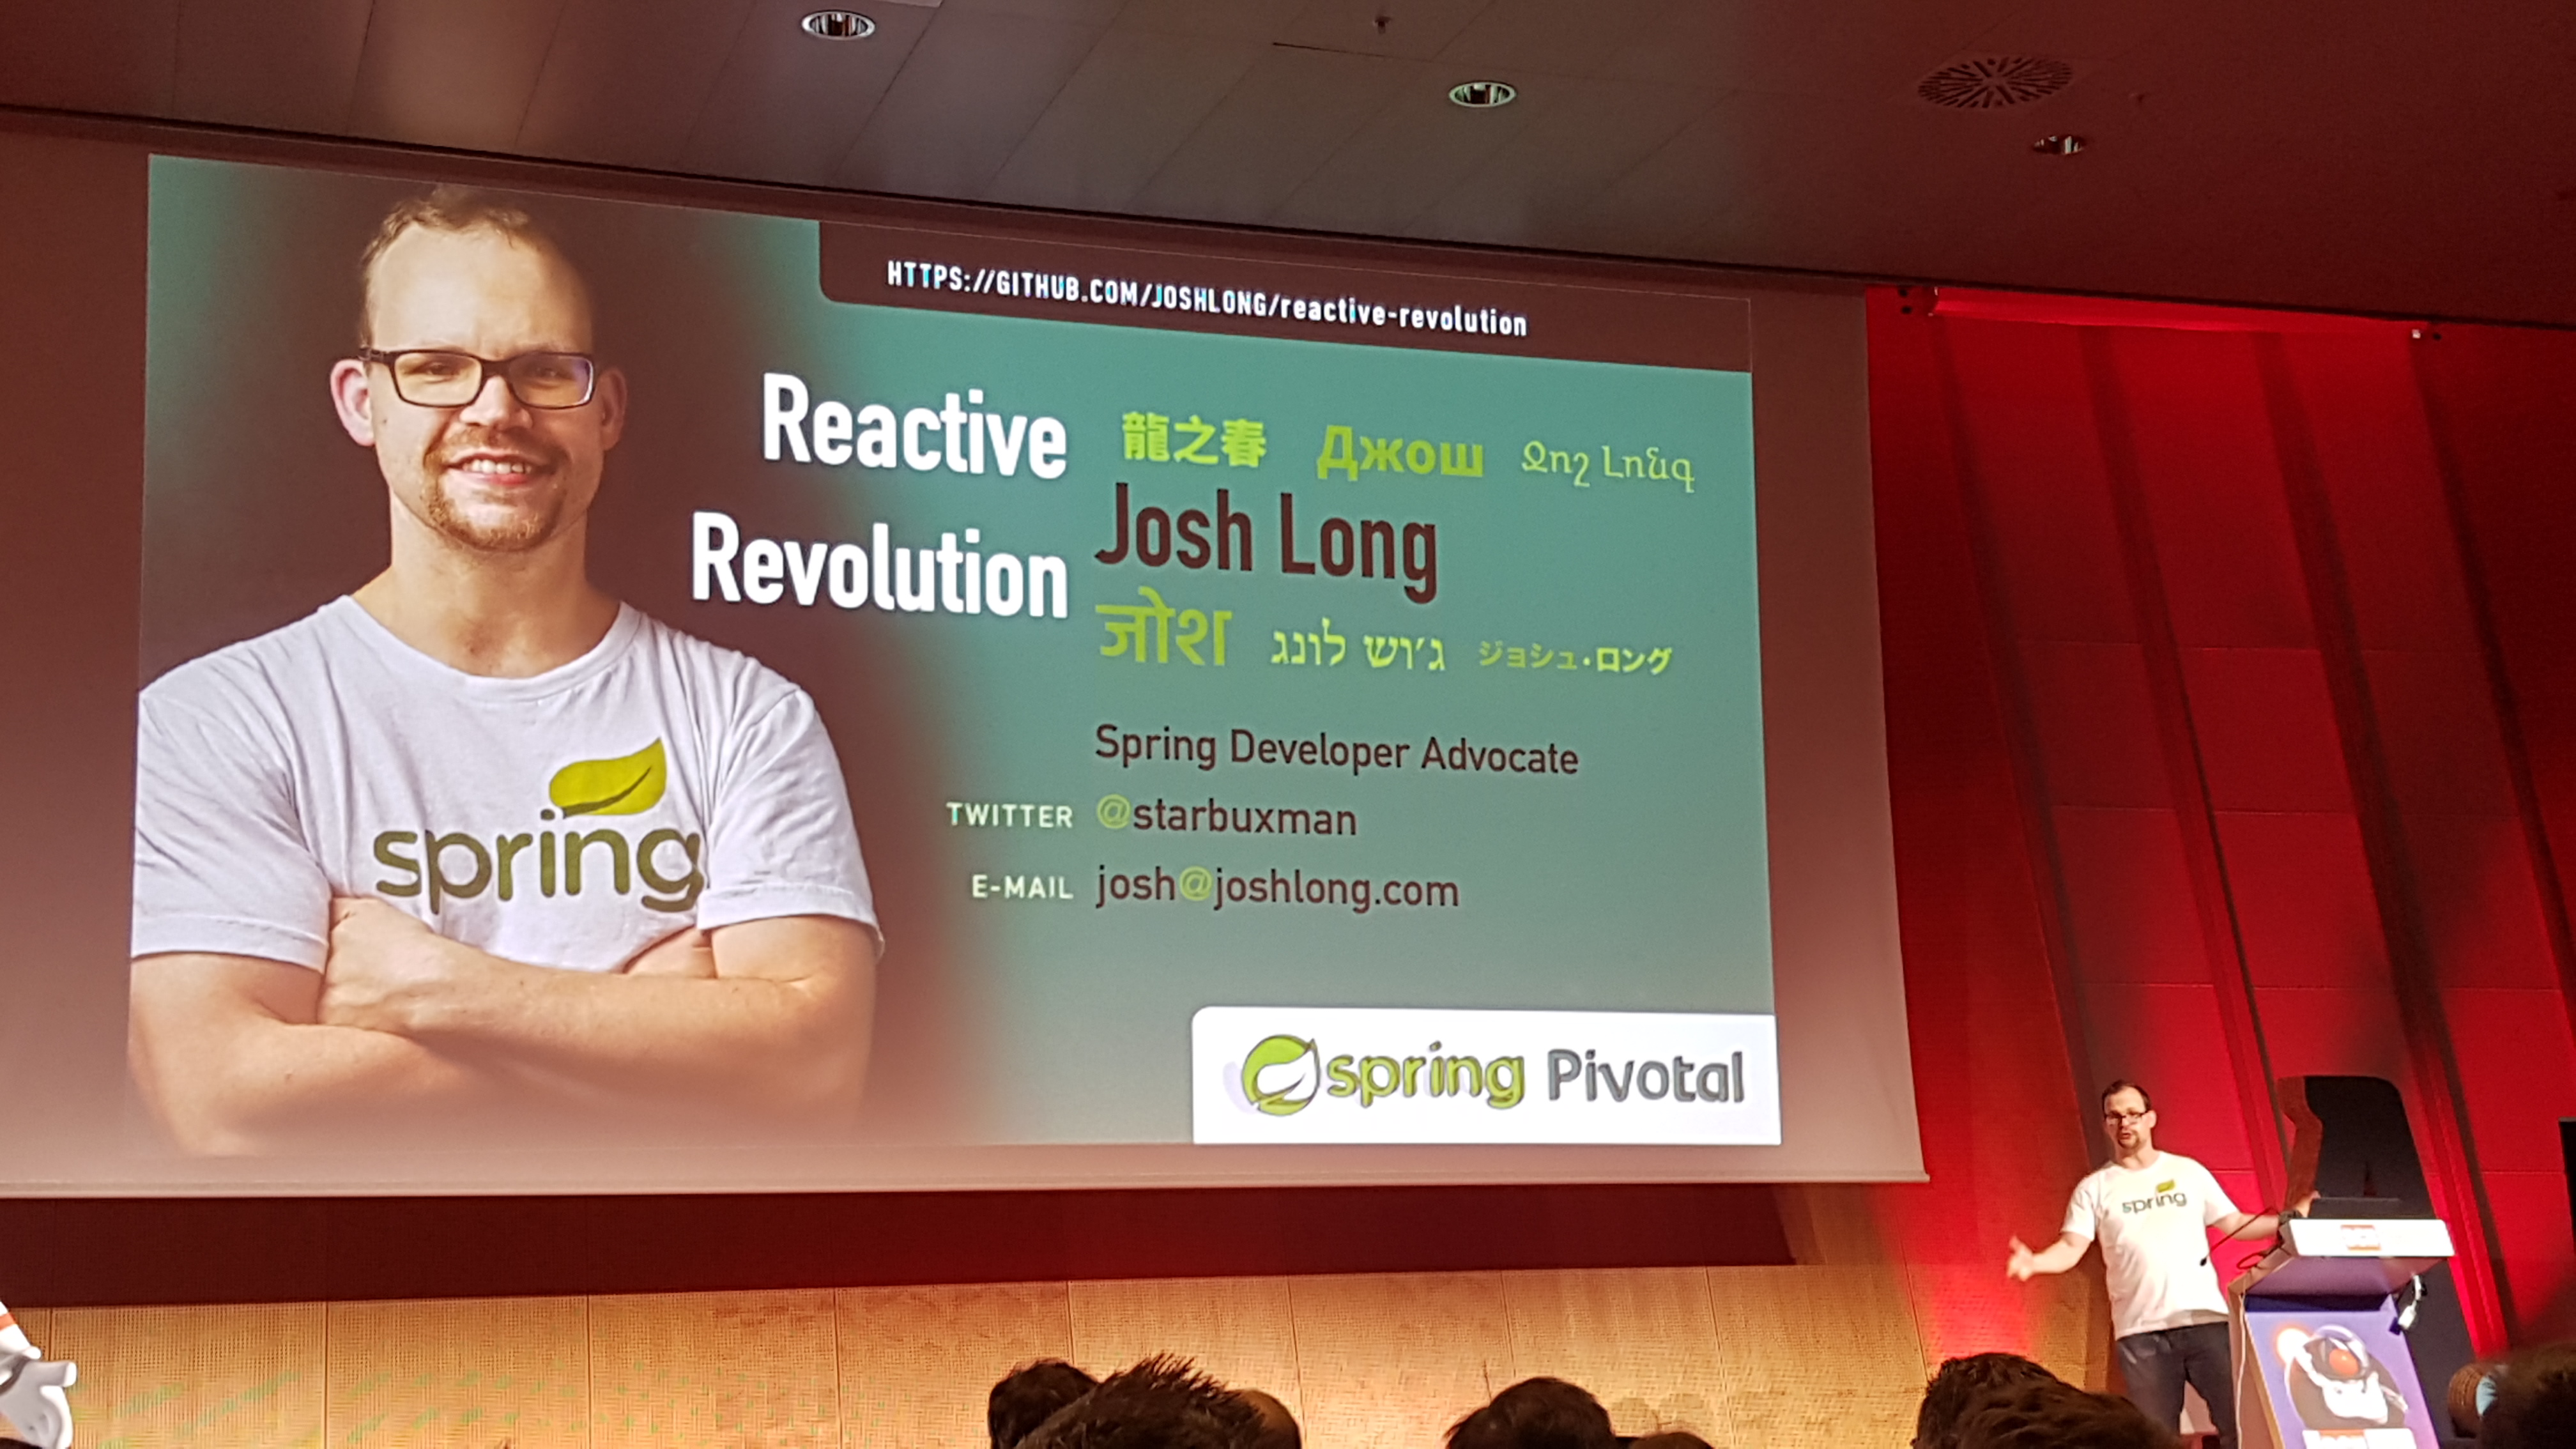 HTTPS://GITHUB.COM/JOSHLONG/reactive-revolution
Reactive
Revolution
龍之春 Джош Ջոշ Լոնգ
Josh Long
जोश ג׳וש לונג ジョシュ・ロング
Spring Developer Advocate
TWITTER @starbuxman
E-MAIL josh@joshlong.com
spring
spring Pivotal
spring